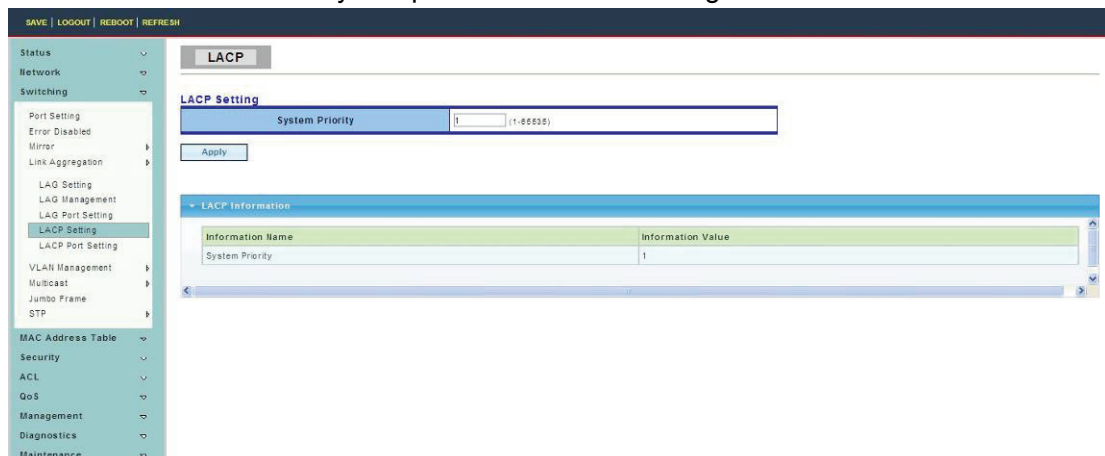 SAVE | LOGOUT | REBOOT | REFRESH
Status
Network
Switching
Port Setting
Error Disabled
Mirror
Link Aggregation
LAG Setting
LAG Management
LAG Port Setting
LACP Setting
LACP Port Setting
VLAN Management
Multicast
Jumbo Frame
STP
MAC Address Table
Security
ACL
QoS
Management
Diagnostics
Maintenance
LACP
LACP Setting
System Priority 1 (1-65535)
Apply
LACP Information
Information Name Information Value
System Priority 1